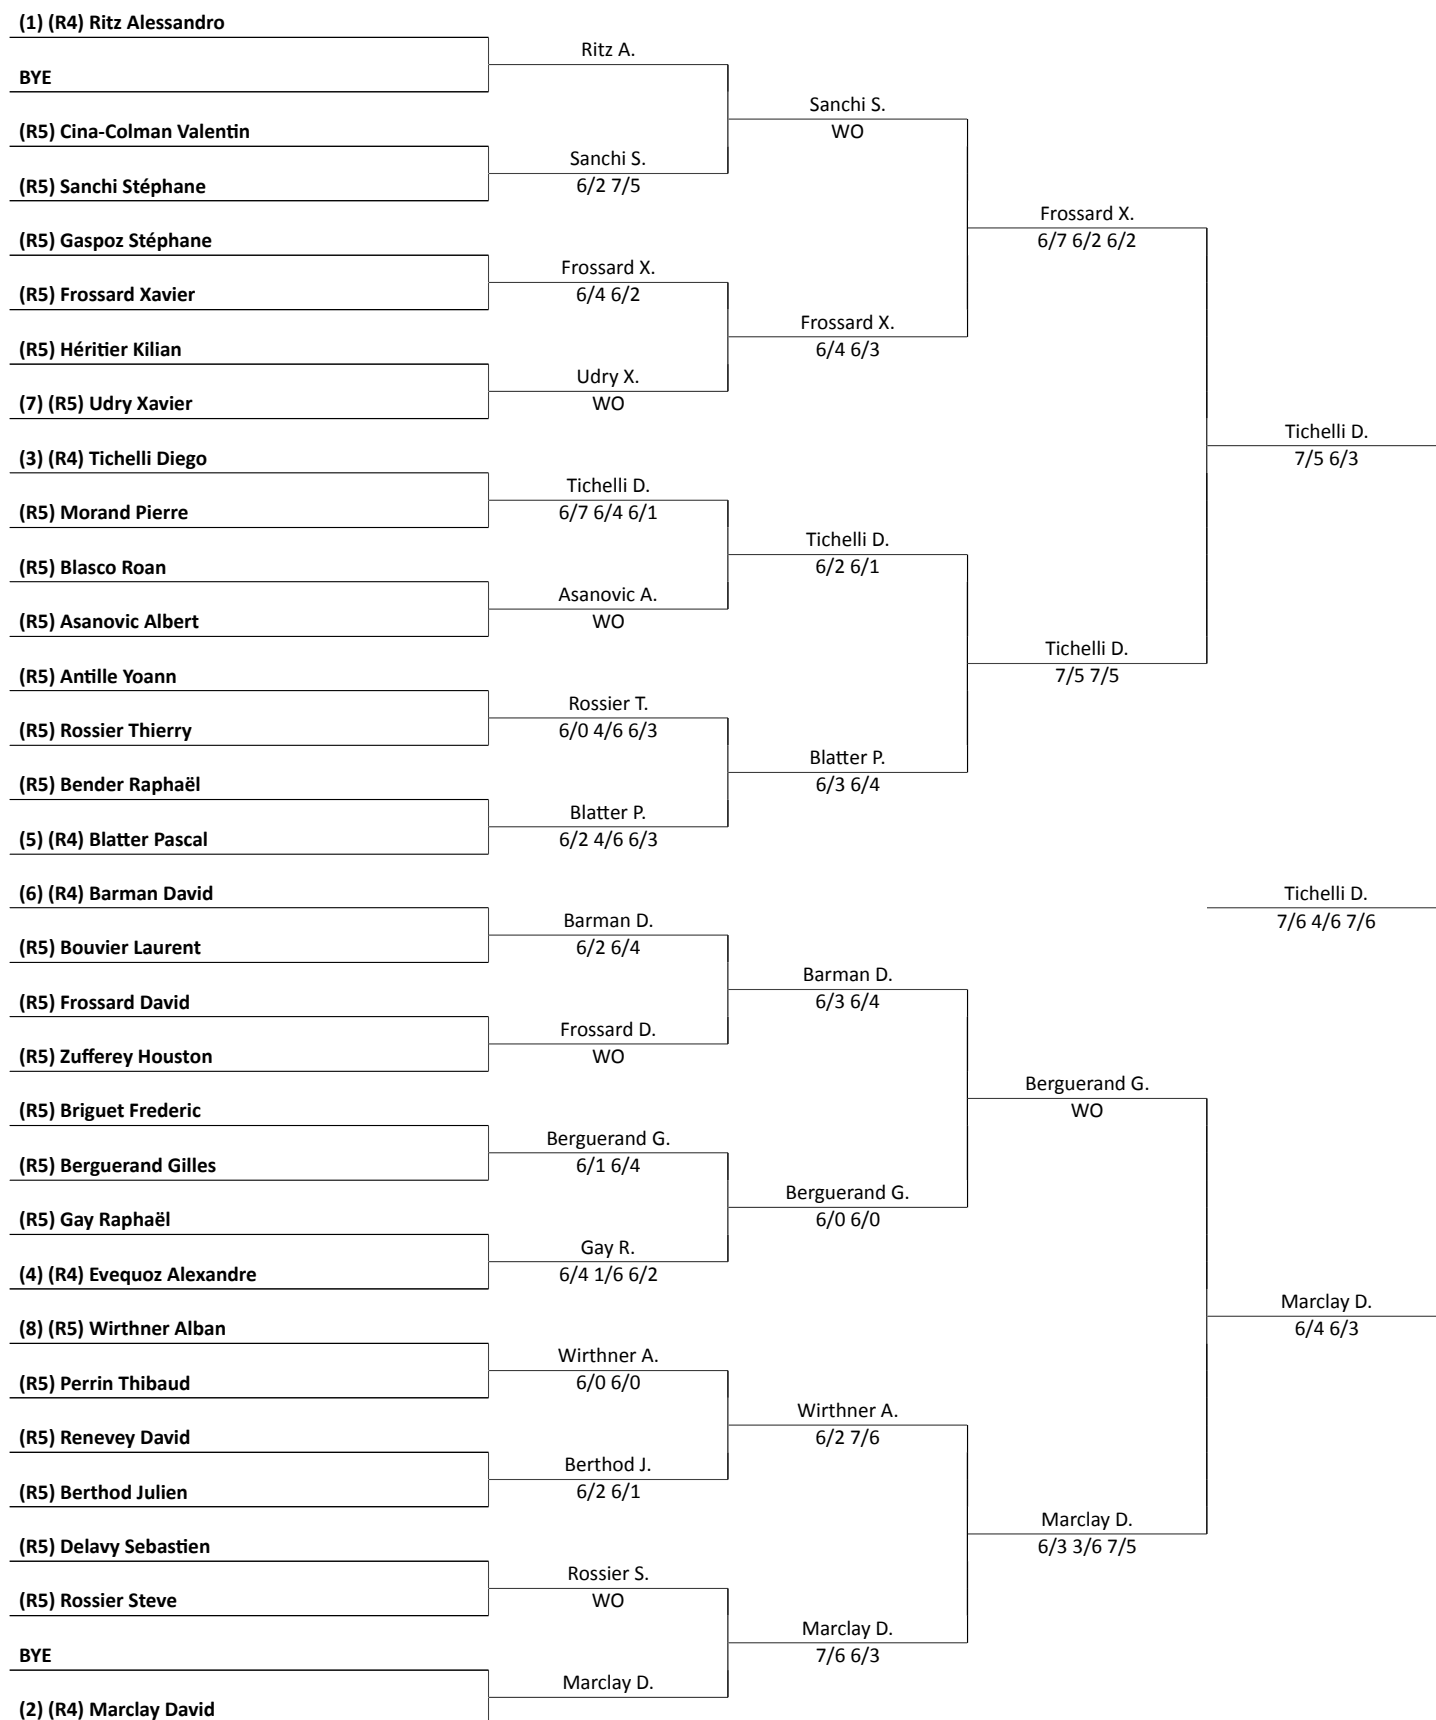 (1) (R4) Ritz Alessandro
BYE
(R5) Cina-Colman Valentin
(R5) Sanchi Stéphane
(R5) Gaspoz Stéphane
(R5) Frossard Xavier
(R5) Héritier Kilian
(7) (R5) Udry Xavier
(3) (R4) Tichelli Diego
(R5) Morand Pierre
(R5) Blasco Roan
(R5) Asanovic Albert
(R5) Antille Yoann
(R5) Rossier Thierry
(R5) Bender Raphaël
(5) (R4) Blatter Pascal
(6) (R4) Barman David
(R5) Bouvier Laurent
(R5) Frossard David
(R5) Zufferey Houston
(R5) Briguet Frederic
(R5) Berguerand Gilles
(R5) Gay Raphaël
(4) (R4) Evequoz Alexandre
(8) (R5) Wirthner Alban
(R5) Perrin Thibaud
(R5) Renevey David
(R5) Berthod Julien
(R5) Delavy Sebastien
(R5) Rossier Steve
BYE
(2) (R4) Marclay David
Ritz A.
Sanchi S.
6/2 7/5
Frossard X.
6/4 6/2
Udry X.
WO
Tichelli D.
6/7 6/4 6/1
Asanovic A.
WO
Rossier T.
6/0 4/6 6/3
Blatter P.
6/2 4/6 6/3
Barman D.
6/2 6/4
Frossard D.
WO
Berguerand G.
6/1 6/4
Gay R.
6/4 1/6 6/2
Wirthner A.
6/0 6/0
Berthod J.
6/2 6/1
Rossier S.
WO
Marclay D.
Sanchi S.
WO
Frossard X.
6/4 6/3
Tichelli D.
6/2 6/1
Blatter P.
6/3 6/4
Barman D.
6/3 6/4
Berguerand G.
6/0 6/0
Wirthner A.
6/2 7/6
Marclay D.
7/6 6/3
Frossard X.
6/7 6/2 6/2
Tichelli D.
7/5 7/5
Berguerand G.
WO
Marclay D.
6/3 3/6 7/5
Tichelli D.
7/5 6/3
Tichelli D.
7/6 4/6 7/6
Marclay D.
6/4 6/3